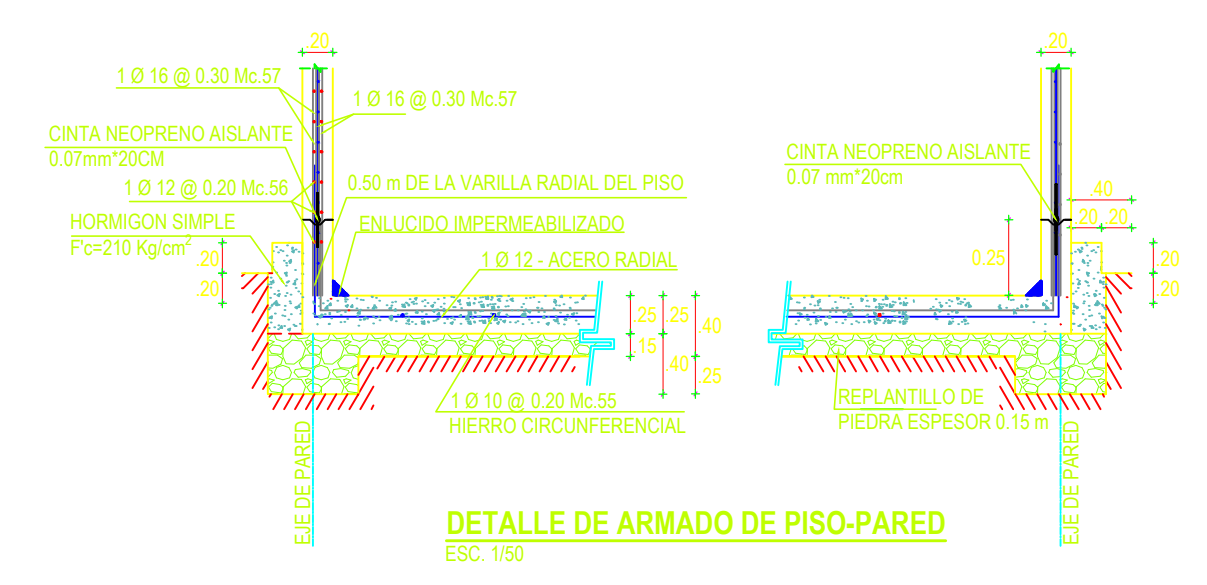 .20
.20
1 Ø 16 @ 0.30 Mc.57
1 Ø 16 @ 0.30 Mc.57
CINTA NEOPRENO AISLANTE
0.07mm*20CM
CINTA NEOPRENO AISLANTE
0.07 mm*20cm
1 Ø 12 @ 0.20 Mc.56
0.50 m DE LA VARILLA RADIAL DEL PISO
.40
HORMIGON SIMPLE
F'c=210 Kg/cm²
ENLUCIDO IMPERMEABILIZADO
.20
.20
.20
.20
1 Ø 12 - ACERO RADIAL
0.25
.20
.20
.25
.25
.40
.15
.40
.25
1 Ø 10 @ 0.20 Mc.55
HIERRO CIRCUNFERENCIAL
REPLANTILLO DE
PIEDRA ESPESOR 0.15 m
EJE DE PARED
EJE DE PARED
DETALLE DE ARMADO DE PISO-PARED
ESC. 1/50